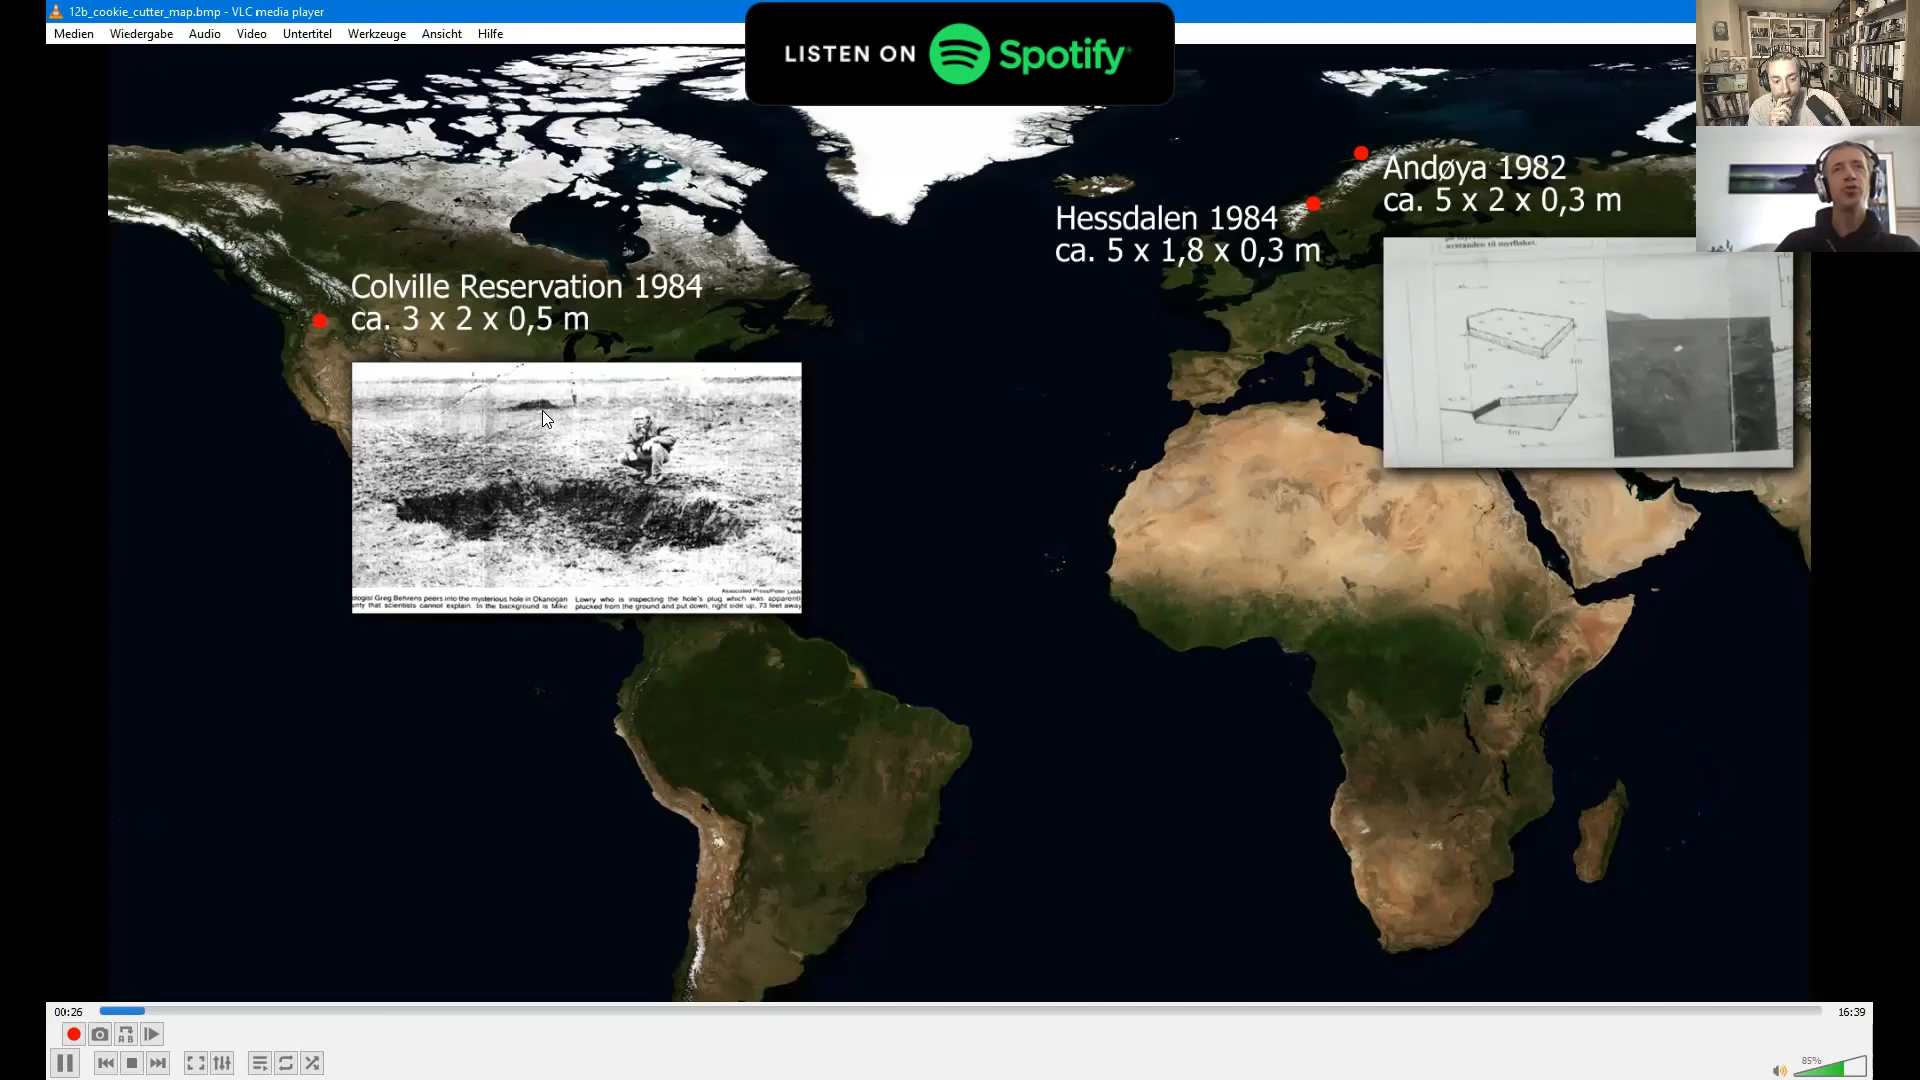 12b_cookie_cutter_map.bmp - VLC media player
Medien Wiedergabe Audio Video Untertitel Werkzeuge Ansicht Hilfe
LISTEN ON Spotify
Andøya 1982
ca. 5 x 2 x 0,3 m
Hessdalen 1984
ca. 5 x 1,8 x 0,3 m
Colville Reservation 1984
ca. 3 x 2 x 0,5 m
Associated Press/Peter
ologist Greg Behrens peers into the mysterious hole in Okanogan
unty that scientists cannot explain. In the background is Mike
Lowry who is inspecting the hole's plug which was apparent
plucked from the ground and put down, right side up, 73 feet away
00:26
16:39
85%